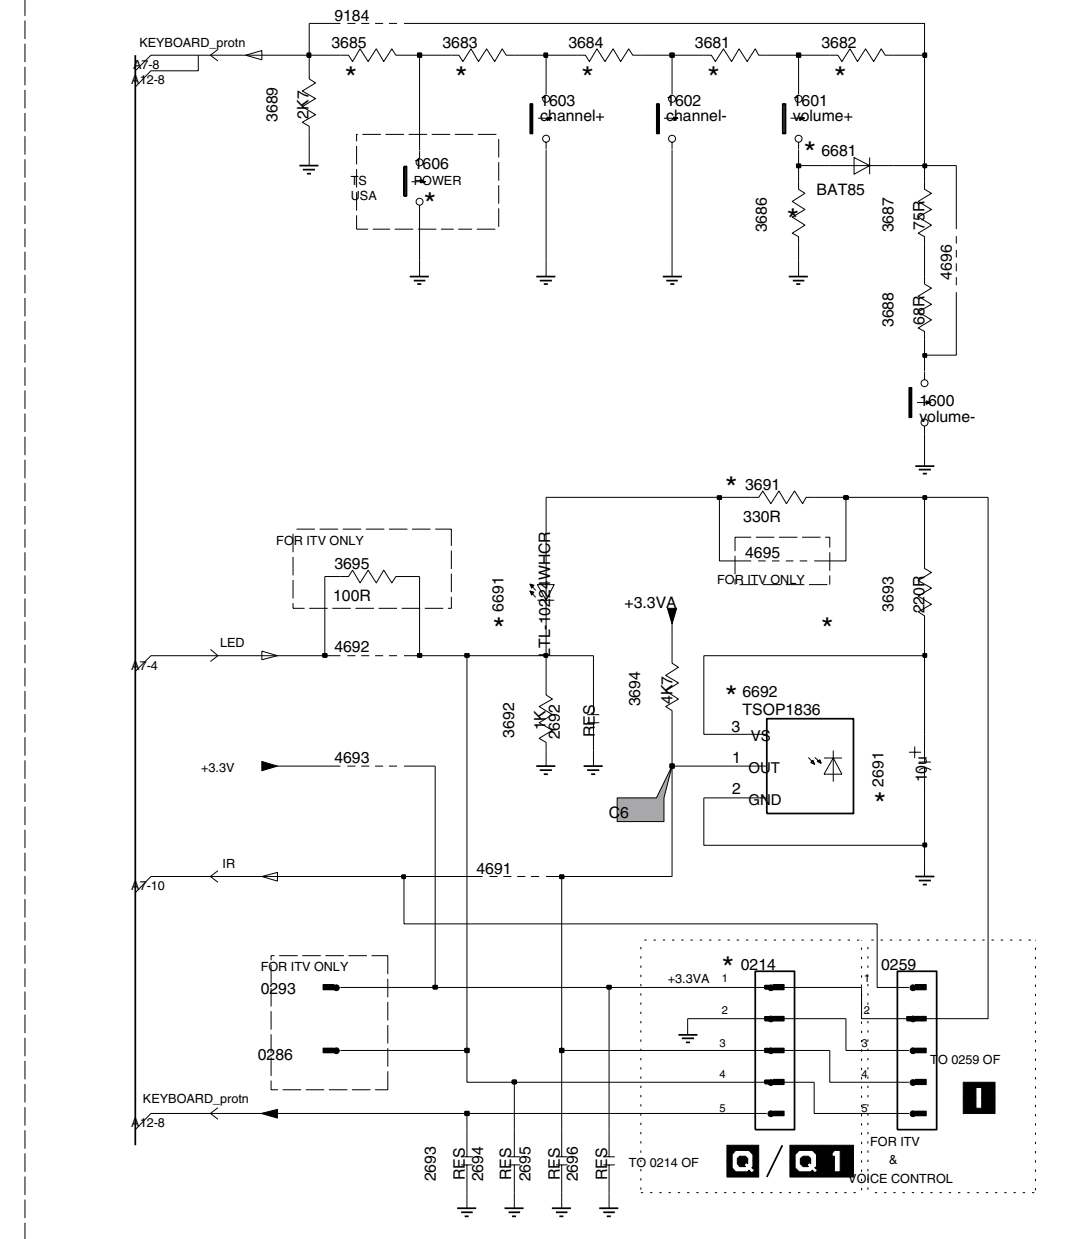 9184
KEYBOARD_protn
3685
3683
3684
3681
3682
*
*
*
*
*
A7-8
A12-8
3689
2K7
1603
channel+
1602
channel-
1601
volume+
TS
USA
1606
POWER
*
* 6681
BAT85
3686
*
3687
75R
4696
3688
68R
1600
volume-
* 3691
330R
4695
FOR ITV ONLY
FOR ITV ONLY
3695
100R
* 6691
LTL-10224WHCR
+3.3VA
3693
220R
*
LED
4692
A7-4
3694
4K7
* 6692
TSOP1836
3692
1K
2692
RES
3
VS
1
OUT
2
GND
* 2691
10µ
+3.3V
4693
C6
IR
4691
A7-10
FOR ITV ONLY
0293
0286
* 0214
0259
+3.3VA
1
2
3
4
5
1
2
3
4
5
TO 0259 OF
I
KEYBOARD_protn
A12-8
2693
RES
2694
RES
2695
RES
2696
RES
TO 0214 OF
Q / Q 1
FOR ITV
&
VOICE CONTROL